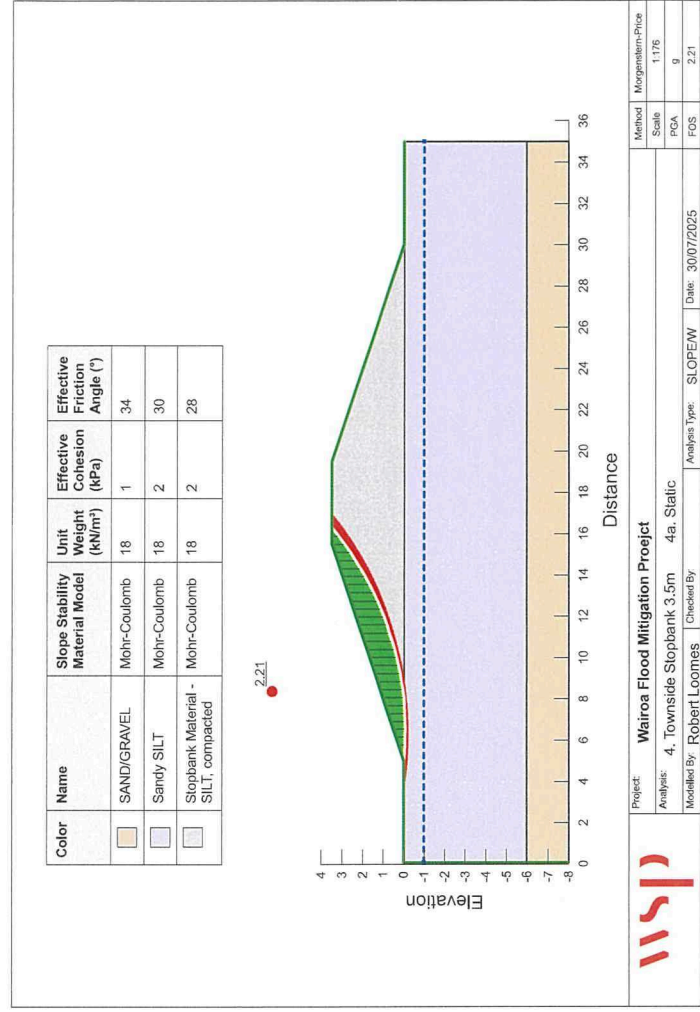 Color Name Slope Stability Material Model Unit Weight (kN/m³) Effective Cohesion (kPa) Effective Friction Angle (°)
SAND/GRAVEL Mohr-Coulomb 18 1 34
Sandy SILT Mohr-Coulomb 18 2 30
Stopbank Material - SILT, compacted Mohr-Coulomb 18 2 28
2.21
4
3
2
1
0
-1
-2
-3
-4
-5
-6
-7
-8
Elevation
0 2 4 6 8 10 12 14 16 18 20 22 24 26 28 30 32 34 36
Distance
wsp
Project: Wairoa Flood Mitigation Proejct
Analysis: 4. Townside Stopbank 3.5m 4a. Static
Modelled By: Robert Loomes Checked By: Analysis Type: SLOPE/W Date: 30/07/2025
Method Morgenstern-Price
Scale 1:176
PGA g
FOS 2.21